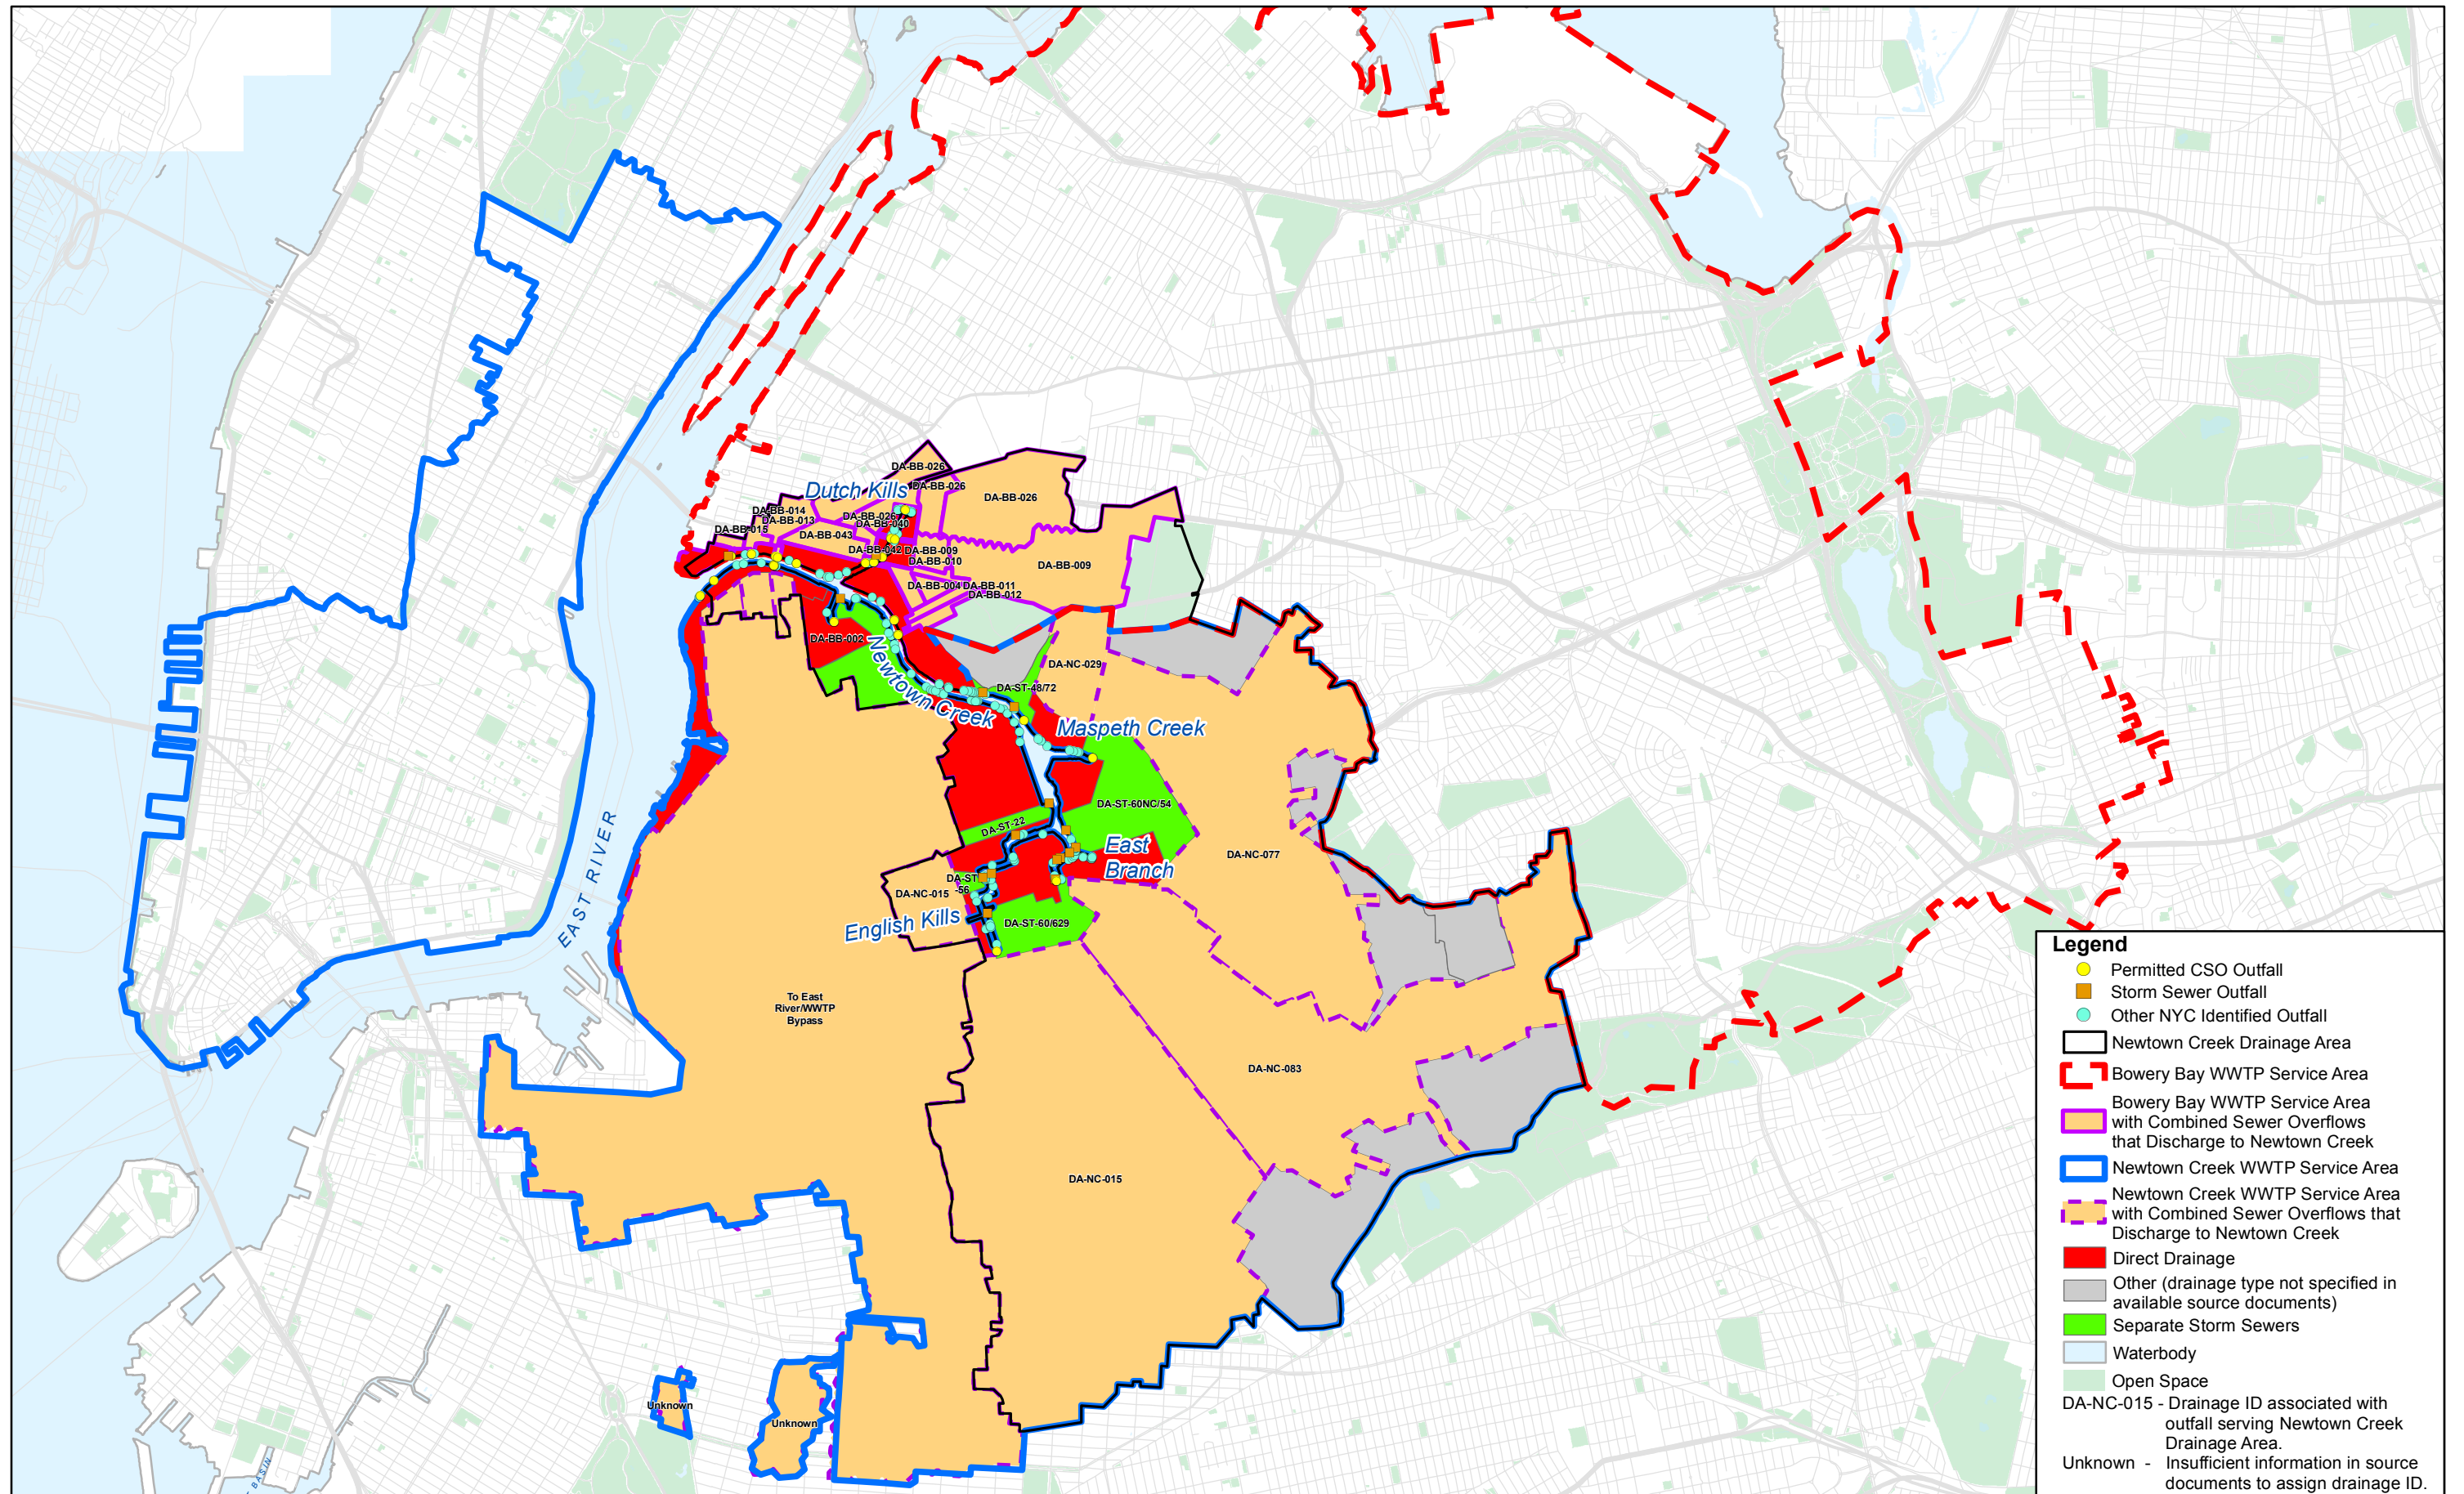 DA-BB-026
Dutch Kills
DA-BB-026
DA-BB-026
DA-BB-014
DA-BB-013
DA-BB-026
DA-BB-040
DA-BB-015
DA-BB-043
DA-BB-042
DA-BB-009
DA-BB-010
DA-BB-009
DA-BB-004
DA-BB-011
DA-BB-012
DA-BB-002
Newtown Creek
DA-NC-029
DA-ST-48/72
Maspeth Creek
DA-ST-60NC/54
DA-ST-22
East
Branch
DA-NC-077
DA-ST
-56
DA-NC-015
English Kills
DA-ST-60/629
EAST RIVER
To East
River/WWTP
Bypass
DA-NC-083
DA-NC-015
Unknown
Unknown
BASIN
Legend
Permitted CSO Outfall
Storm Sewer Outfall
Other NYC Identified Outfall
Newtown Creek Drainage Area
Bowery Bay WWTP Service Area
Bowery Bay WWTP Service Area
with Combined Sewer Overflows
that Discharge to Newtown Creek
Newtown Creek WWTP Service Area
Newtown Creek WWTP Service Area
with Combined Sewer Overflows that
Discharge to Newtown Creek
Direct Drainage
Other (drainage type not specified in
available source documents)
Separate Storm Sewers
Waterbody
Open Space
DA-NC-015 - Drainage ID associated with
outfall serving Newtown Creek
Drainage Area.
Unknown - Insufficient information in source
documents to assign drainage ID.